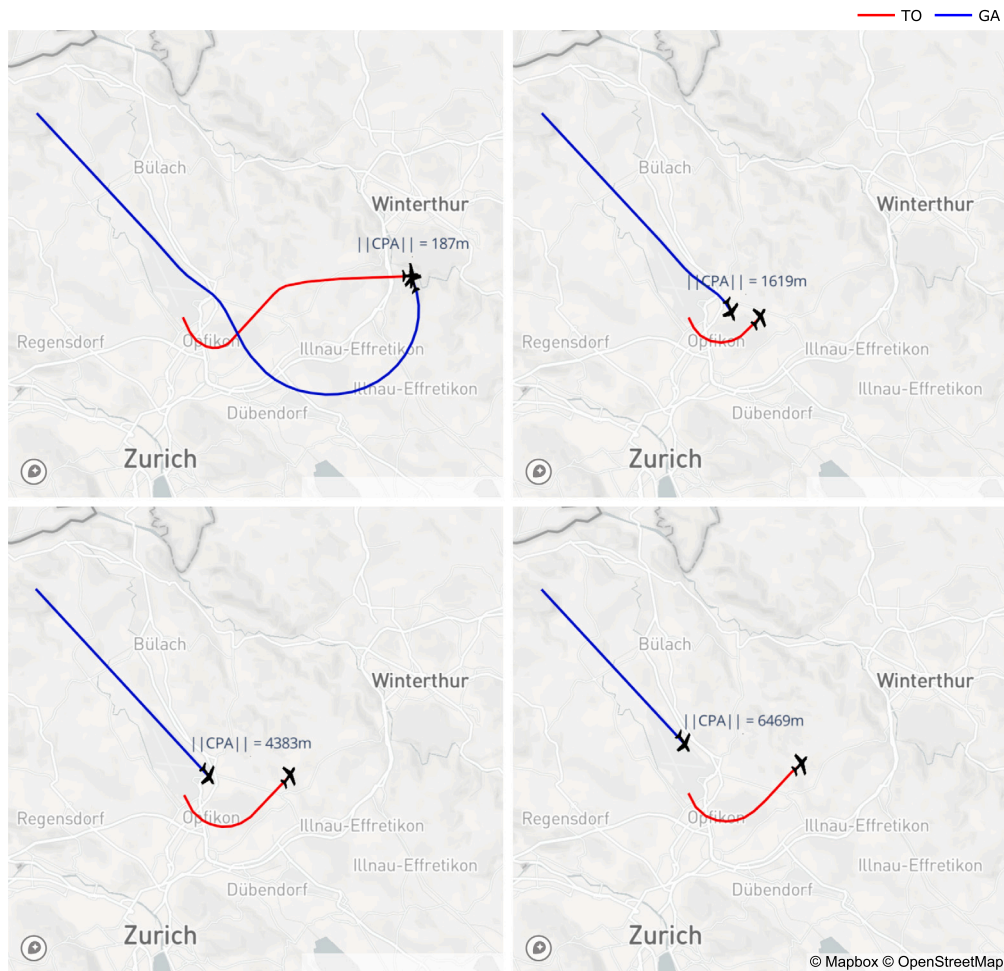 TO GA
Bülach
Winterthur
||CPA|| = 187m
Regensdorf
Opfikon
Illnau-Effretikon
Illnau-Effretikon
Dübendorf
Zurich
Bülach
Winterthur
||CPA|| = 1619m
Regensdorf
Opfikon
Illnau-Effretikon
Illnau-Effretikon
Dübendorf
Zurich
Bülach
Winterthur
||CPA|| = 4383m
Regensdorf
Opfikon
Illnau-Effretikon
Illnau-Effretikon
Dübendorf
Zurich
Bülach
Winterthur
||CPA|| = 6469m
Regensdorf
Opfikon
Illnau-Effretikon
Illnau-Effretikon
Dübendorf
Zurich
© Mapbox © OpenStreetMap